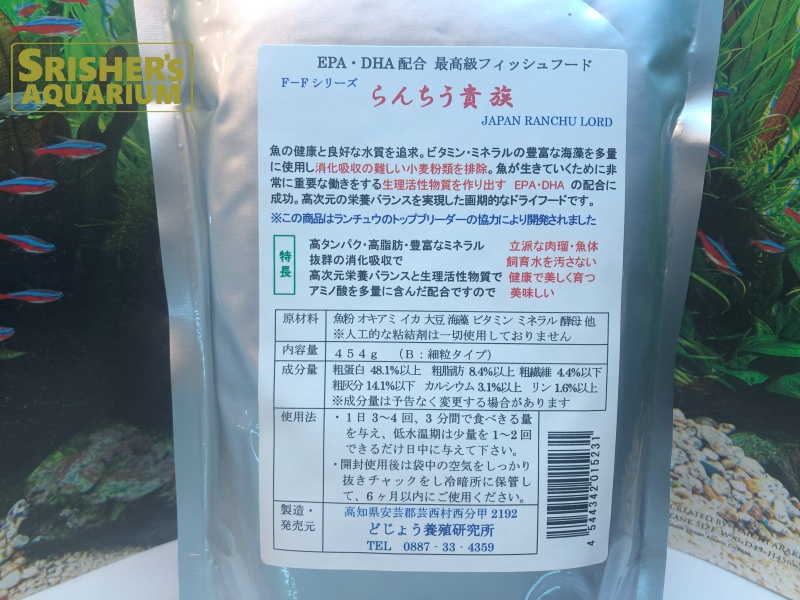 SRISHER'S
AQUARIUM
EPA・DHA配合 最高級フィッシュフード
F－Fシリーズ らんちう貴族
JAPAN RANCHU LORD
魚の健康と良好な水質を追求。ビタミン・ミネラルの豊富な海藻を多量
に使用し消化吸収の難しい小麦粉類を排除。魚が生きていくために非
常に重要な働きをする生理活性物質を作り出す EPA・DHA の配合に
成功。高次元の栄養バランスを実現した画期的なドライフードです。
※この商品はランチュウのトップブリーダーの協力により開発されました
特長
高タンパク・高脂肪・豊富なミネラル 立派な肉瘤・魚体
抜群の消化吸収で 飼育水を汚さない
高次元栄養バランスと生理活性物質で 健康で美しく育つ
アミノ酸を多量に含んだ配合ですので 美味しい
原材料 魚粉 オキアミ イカ 大豆 海藻 ビタミン ミネラル 酵母 他
※人工的な粘結剤は一切使用しておりません
内容量 454g （B：細粒タイプ）
成分量 粗蛋白 48.1%以上 粗脂肪 8.4%以上 粗繊維 4.4%以下
粗灰分 14.1%以下 カルシウム 3.1%以上 リン 1.6%以上
※成分量は予告なく変更する場合があります
使用法 ・1日3～4回、3分間で食べきる量
を与え、低水温期は少量を1～2回
できるだけ日中に与えて下さい。
・開封使用後は袋中の空気をしっかり
抜きチャックをし冷暗所に保管し
て、6ヶ月以内にご使用ください。
製造・
発売元
高知県安芸郡芸西村西分甲2192
どじょう養殖研究所
TEL 0887-33-4359
4 544342 015231